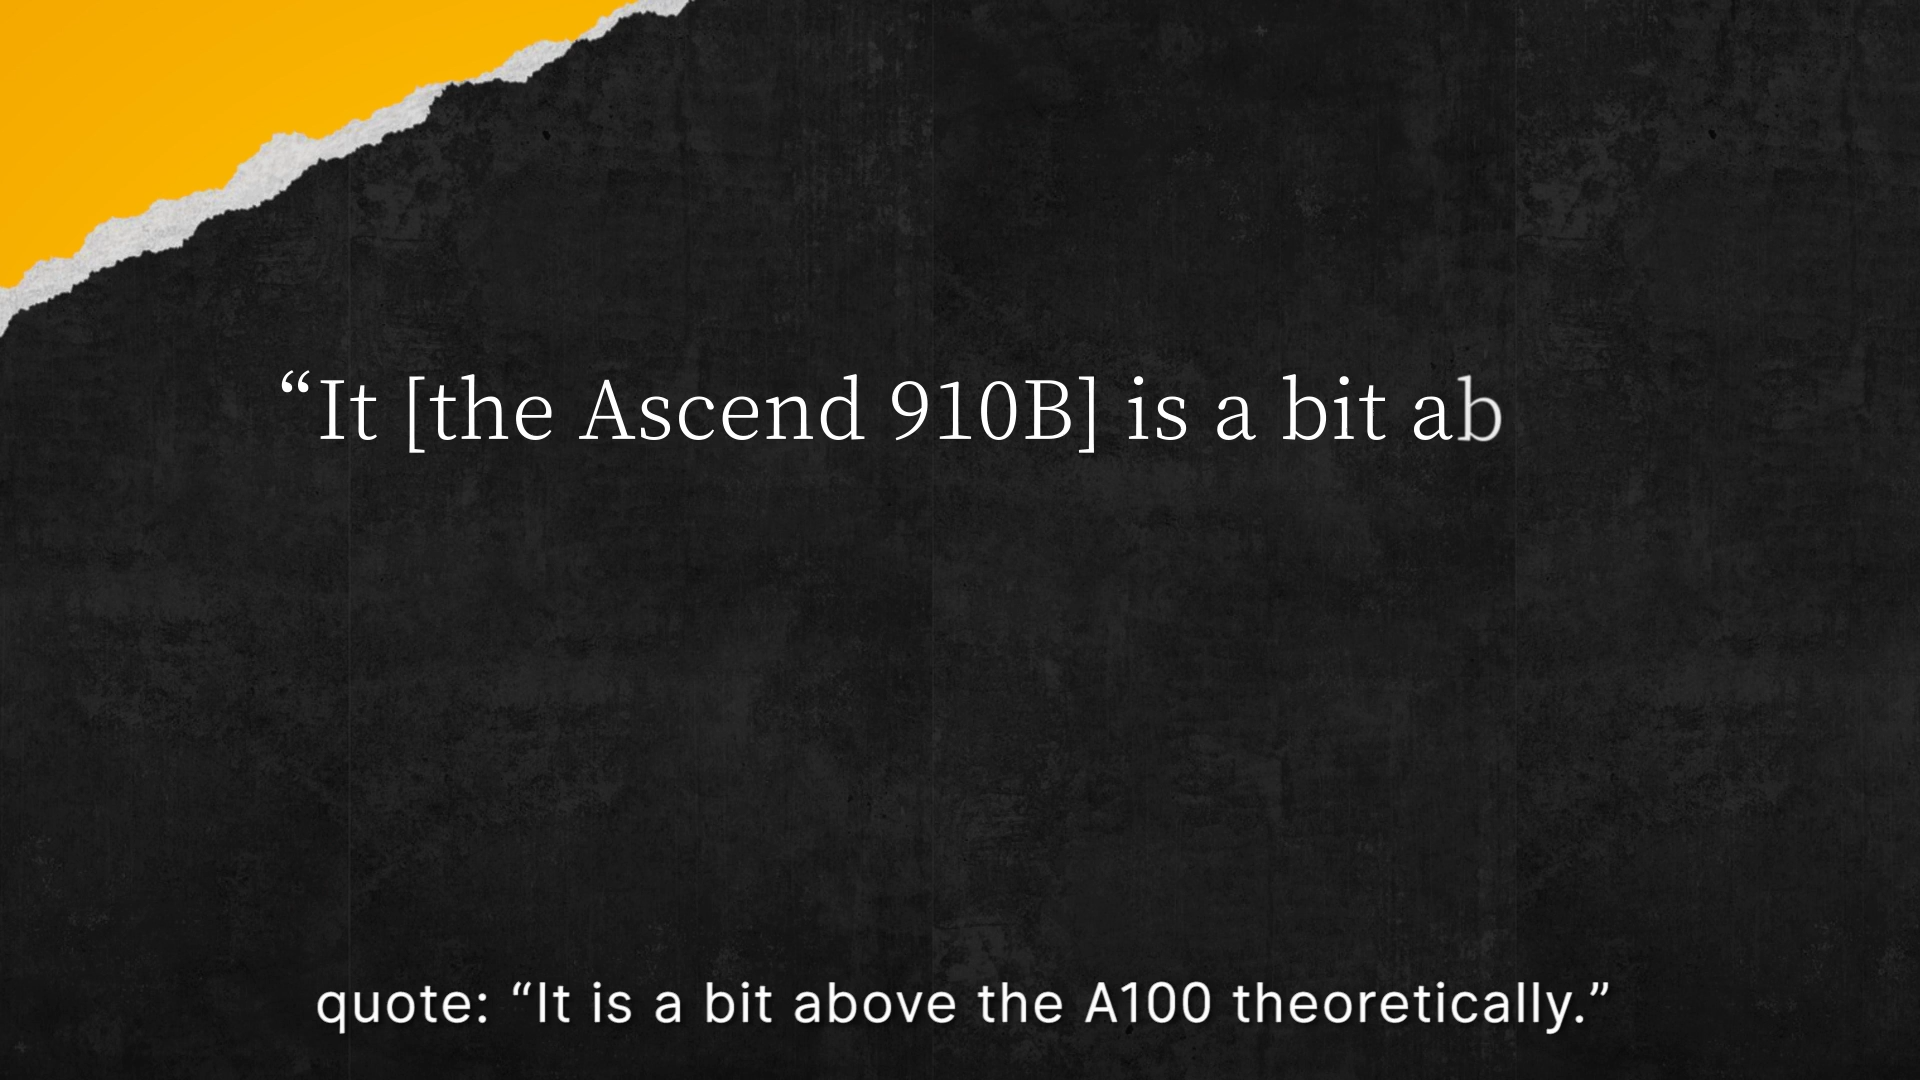 “It [the Ascend 910B] is a bit ab
quote: “It is a bit above the A100 theoretically.”